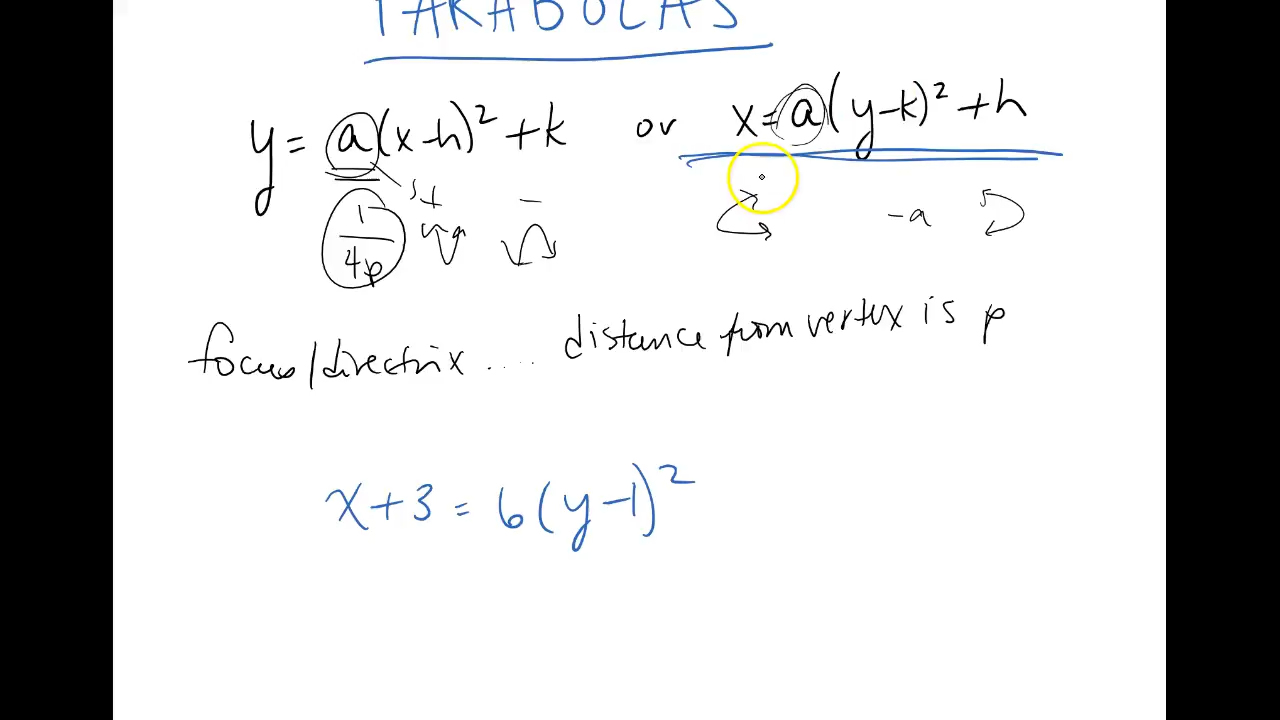 PARABOLAS
y = a(x-h)² + k or x = a(y-k)² + h
+ -
1/4p -a
focus/directrix .... distance from vertex is p
x + 3 = 6(y-1)²